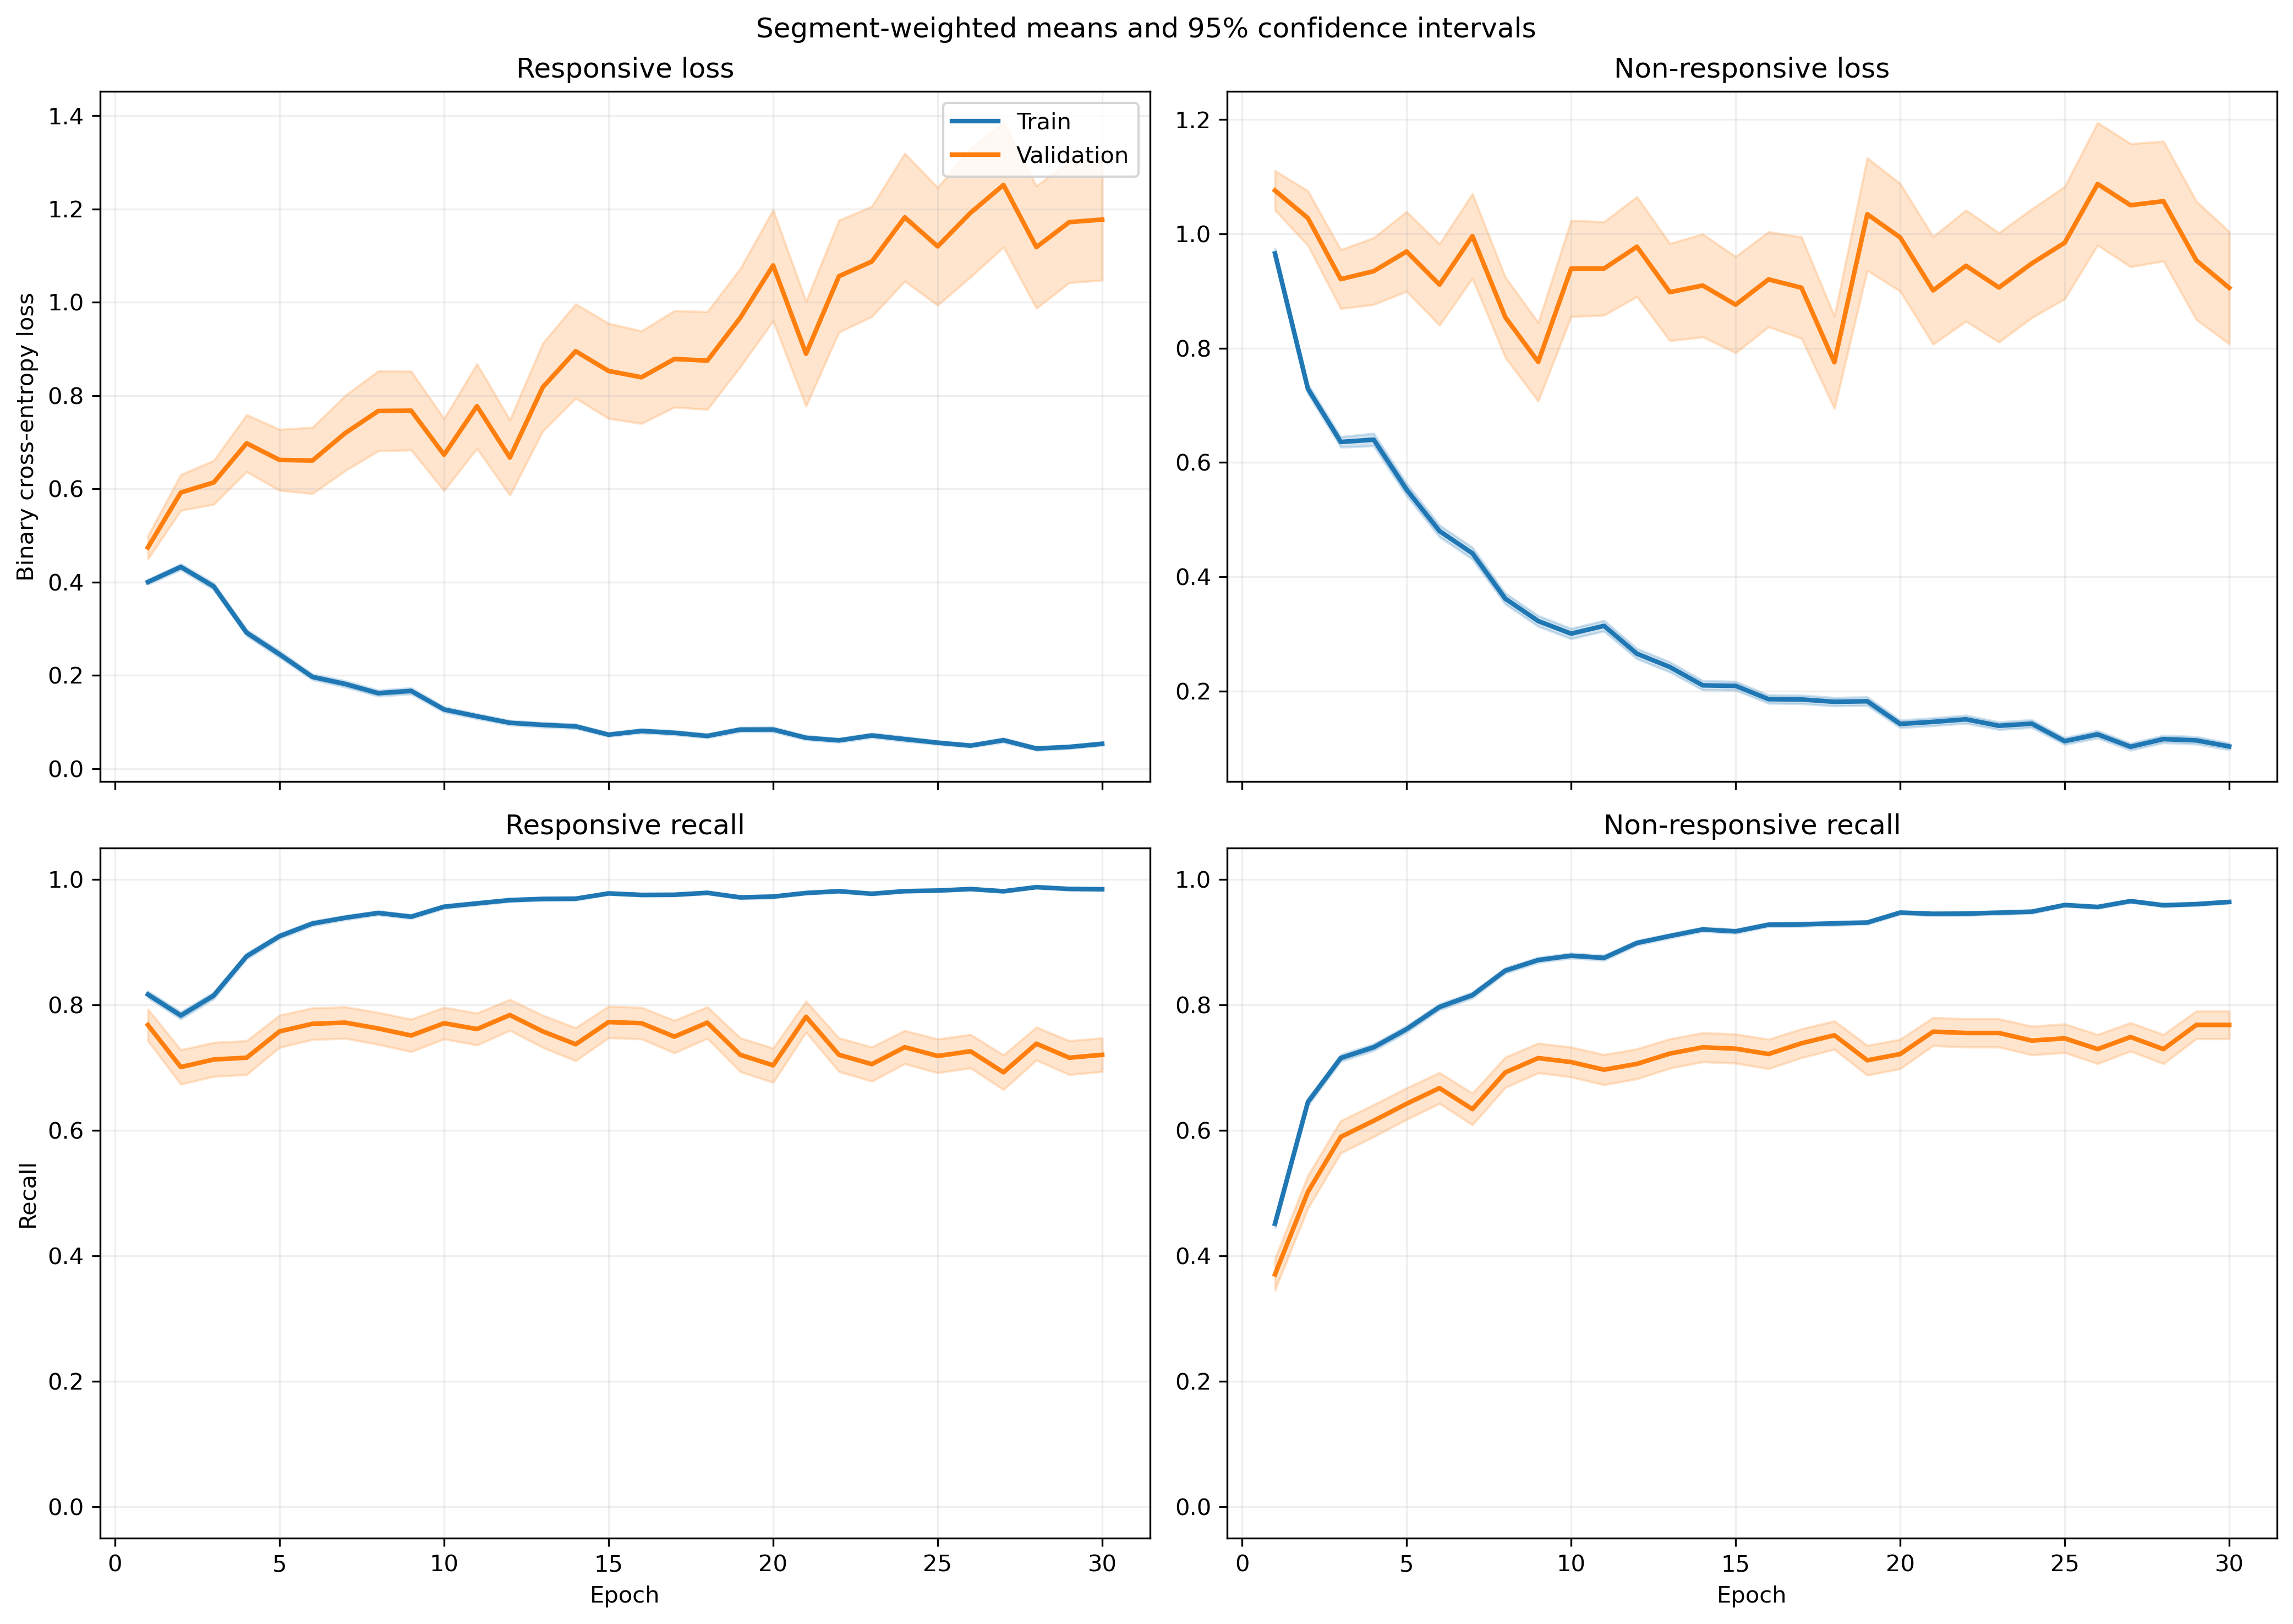 Segment-weighted means and 95% confidence intervals
Responsive loss
Non-responsive loss
Train
Validation
Binary cross-entropy loss
1.4
1.2
1.0
0.8
0.6
0.4
0.2
0.0
1.2
1.0
0.8
0.6
0.4
0.2
Responsive recall
Non-responsive recall
Recall
1.0
0.8
0.6
0.4
0.2
0.0
1.0
0.8
0.6
0.4
0.2
0.0
0 5 10 15 20 25 30
0 5 10 15 20 25 30
Epoch
Epoch